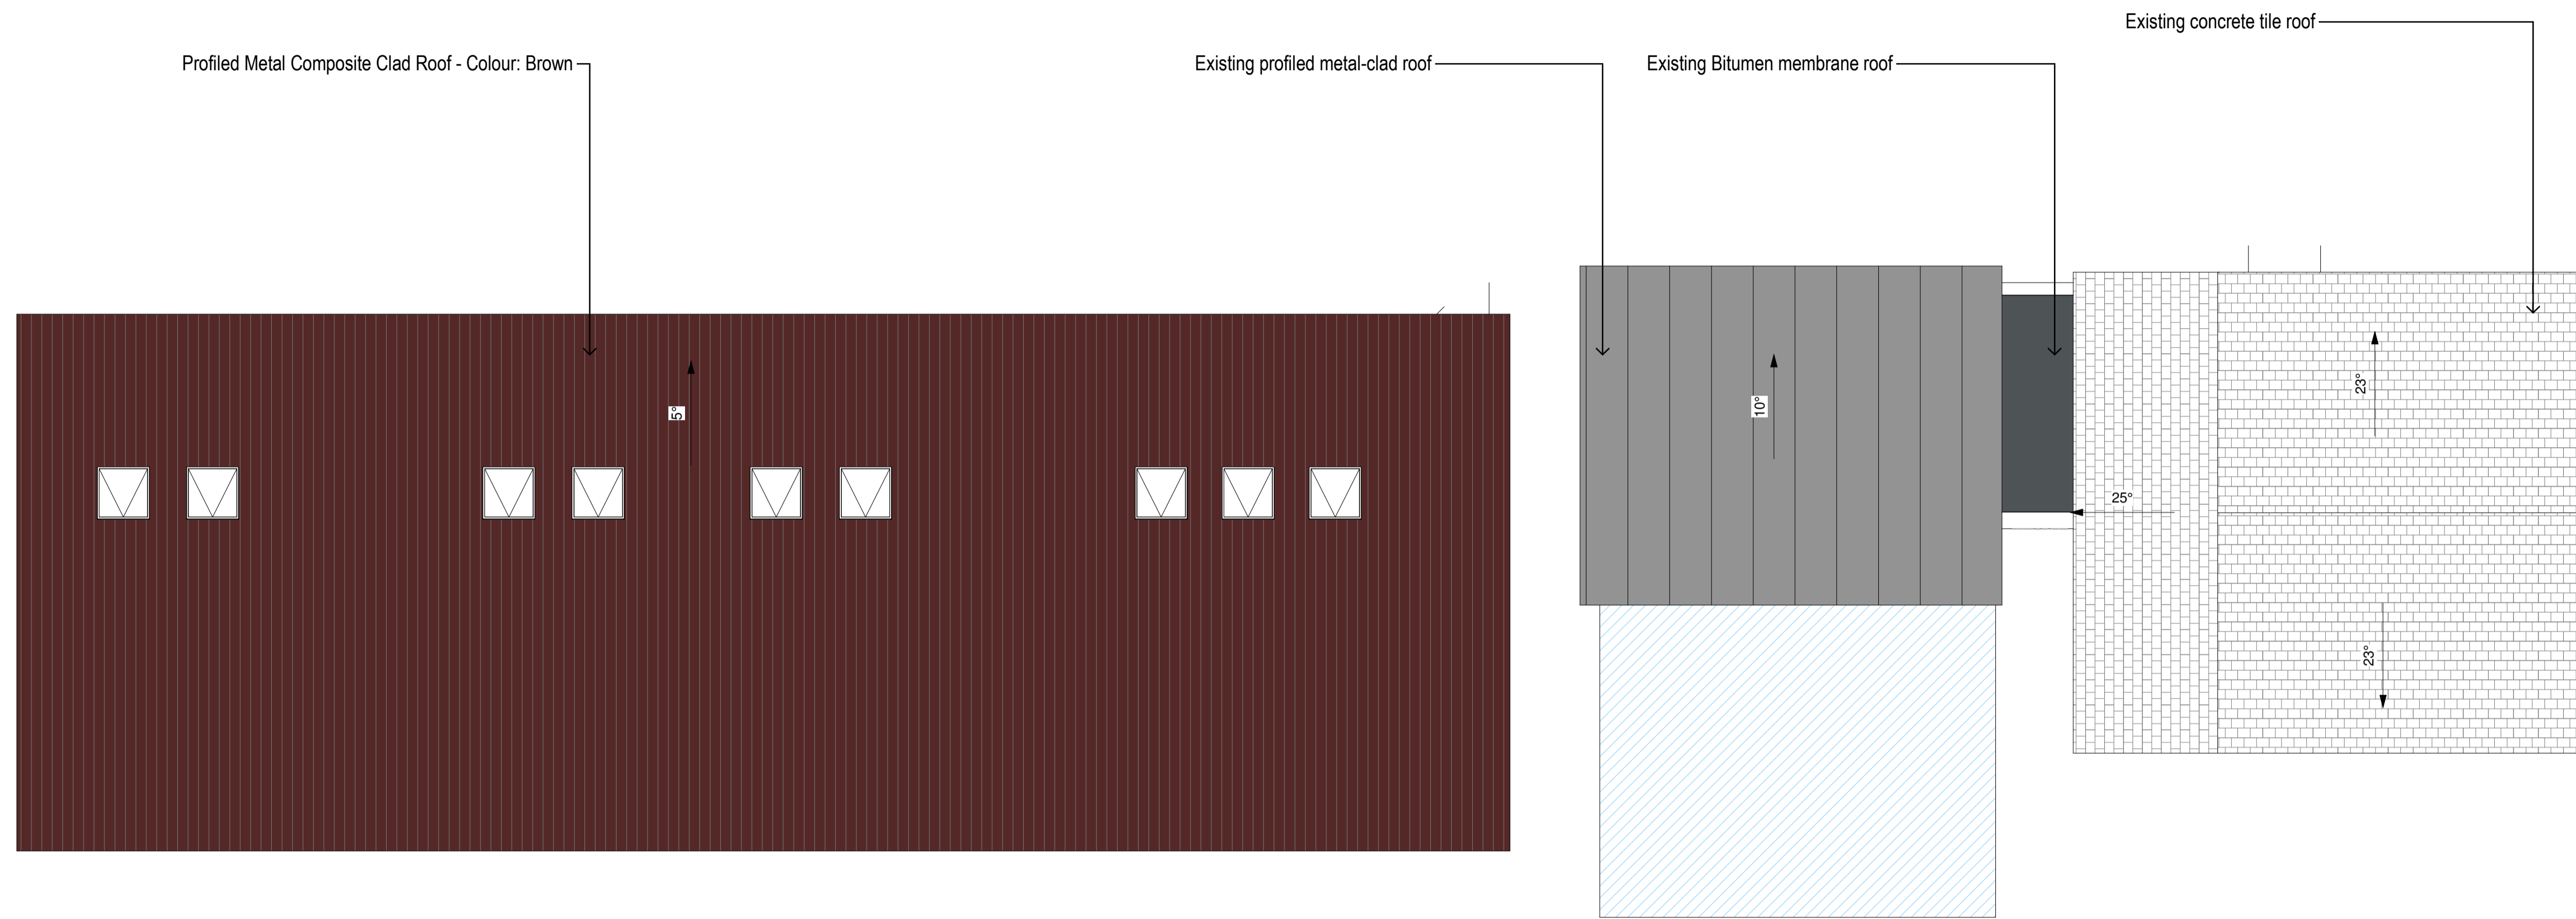 Existing concrete tile roof
Profiled Metal Composite Clad Roof - Colour: Brown
Existing profiled metal-clad roof
Existing Bitumen membrane roof
5°
10°
23°
25°
23°